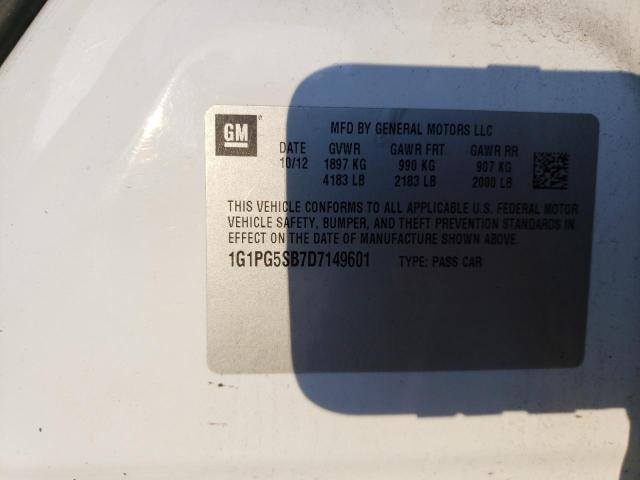 GM
MFD BY GENERAL MOTORS LLC
DATE GVWR GAWR FRT GAWR RR
10/12 1897 KG 990 KG 907 KG
4183 LB 2183 LB 2000 LB
THIS VEHICLE CONFORMS TO ALL APPLICABLE U.S. FEDERAL MOTOR
VEHICLE SAFETY, BUMPER, AND THEFT PREVENTION STANDARDS IN
EFFECT ON THE DATE OF MANUFACTURE SHOWN ABOVE.
1G1PG5SB7D7149601 TYPE: PASS CAR